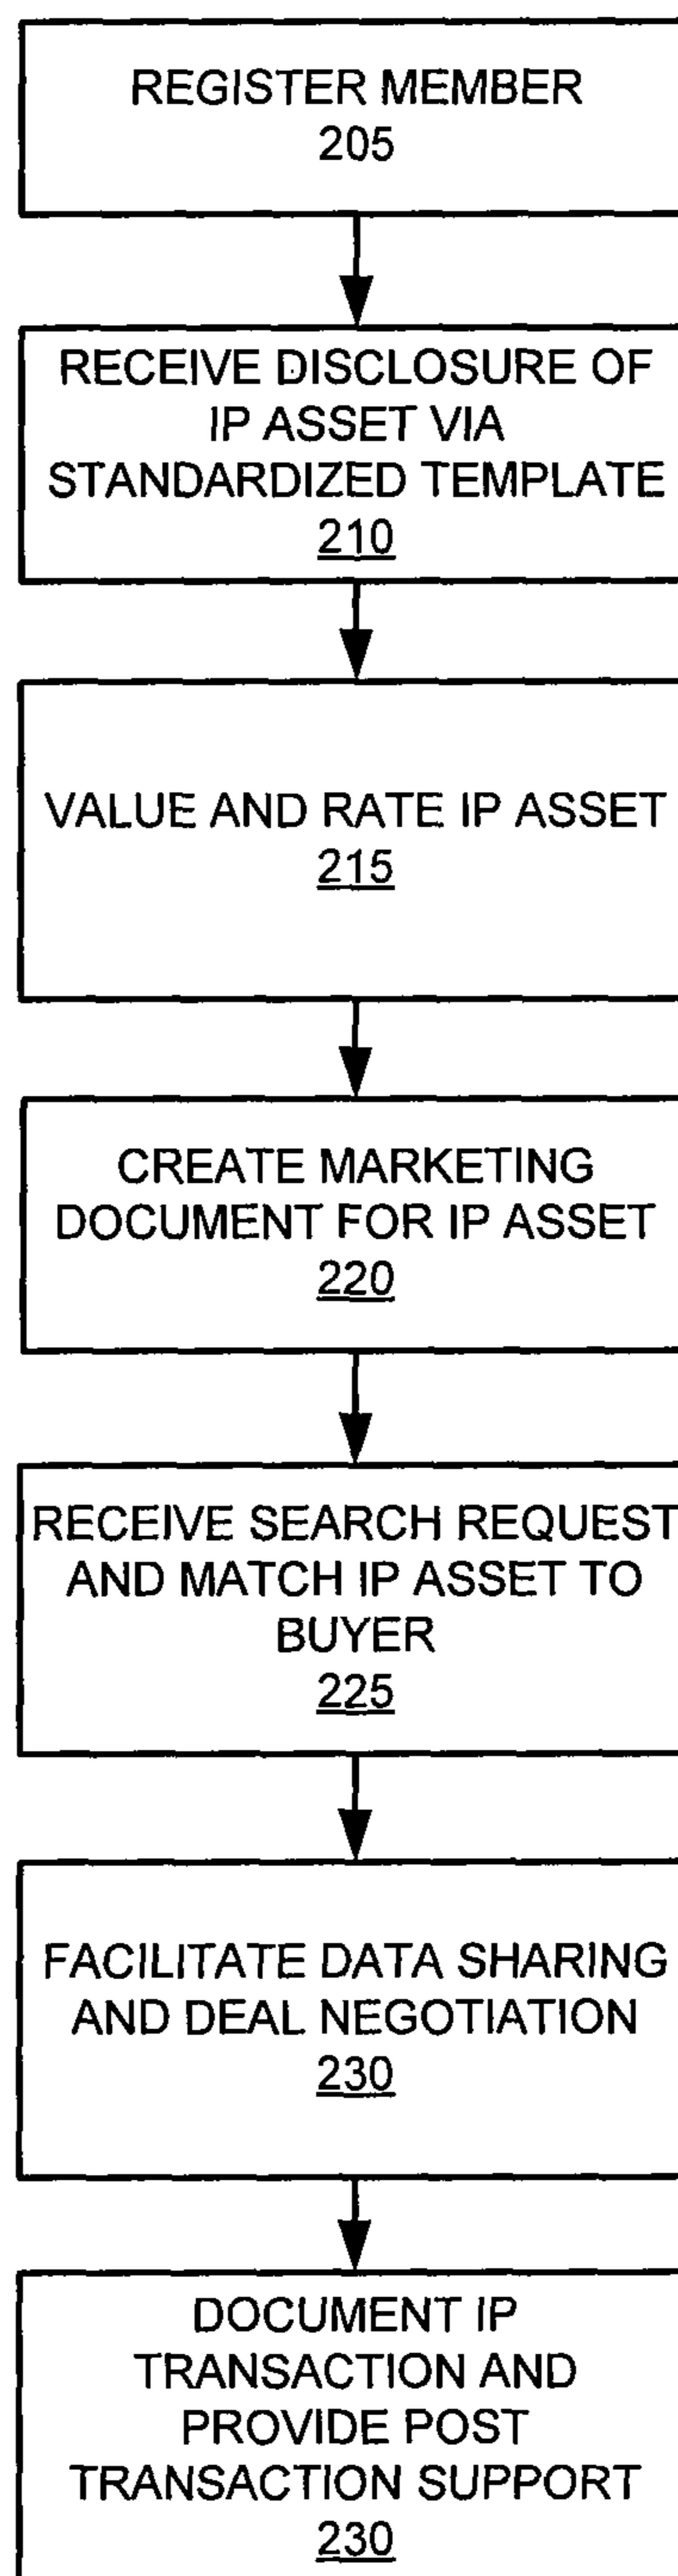 REGISTER MEMBER
205
RECEIVE DISCLOSURE OF
IP ASSET VIA
STANDARDIZED TEMPLATE
210
VALUE AND RATE IP ASSET
215
CREATE MARKETING
DOCUMENT FOR IP ASSET
220
RECEIVE SEARCH REQUEST
AND MATCH IP ASSET TO
BUYER
225
FACILITATE DATA SHARING
AND DEAL NEGOTIATION
230
DOCUMENT IP
TRANSACTION AND
PROVIDE POST
TRANSACTION SUPPORT
230